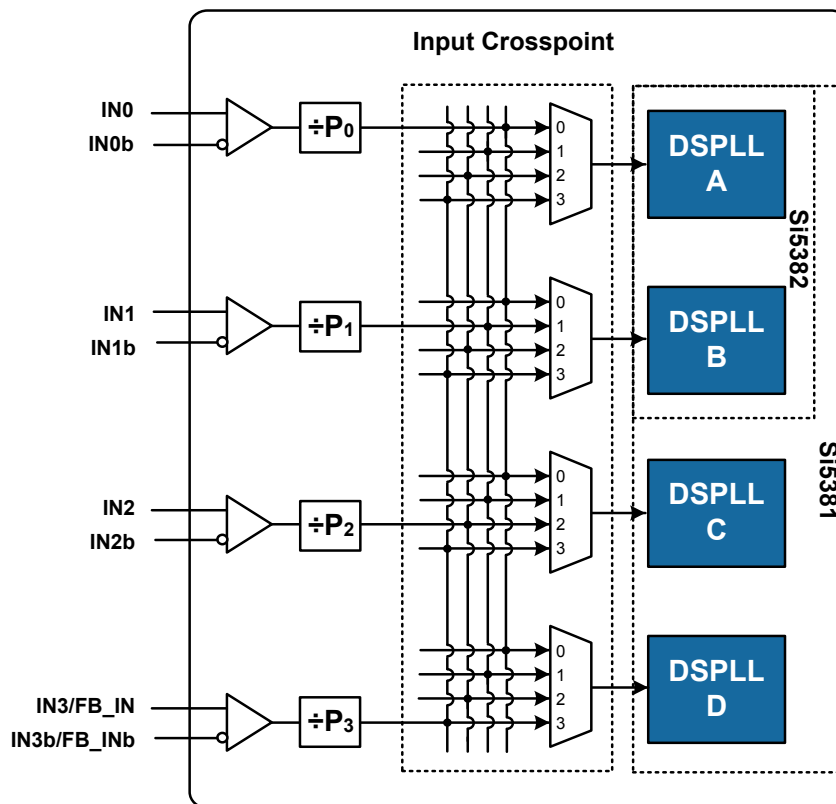 Input Crosspoint
IN0
IN0b
÷P0
0
1
2
3
DSPLL
A
Si5382
IN1
IN1b
÷P1
0
1
2
3
DSPLL
B
Si5381
IN2
IN2b
÷P2
0
1
2
3
DSPLL
C
IN3/FB_IN
IN3b/FB_INb
÷P3
0
1
2
3
DSPLL
D